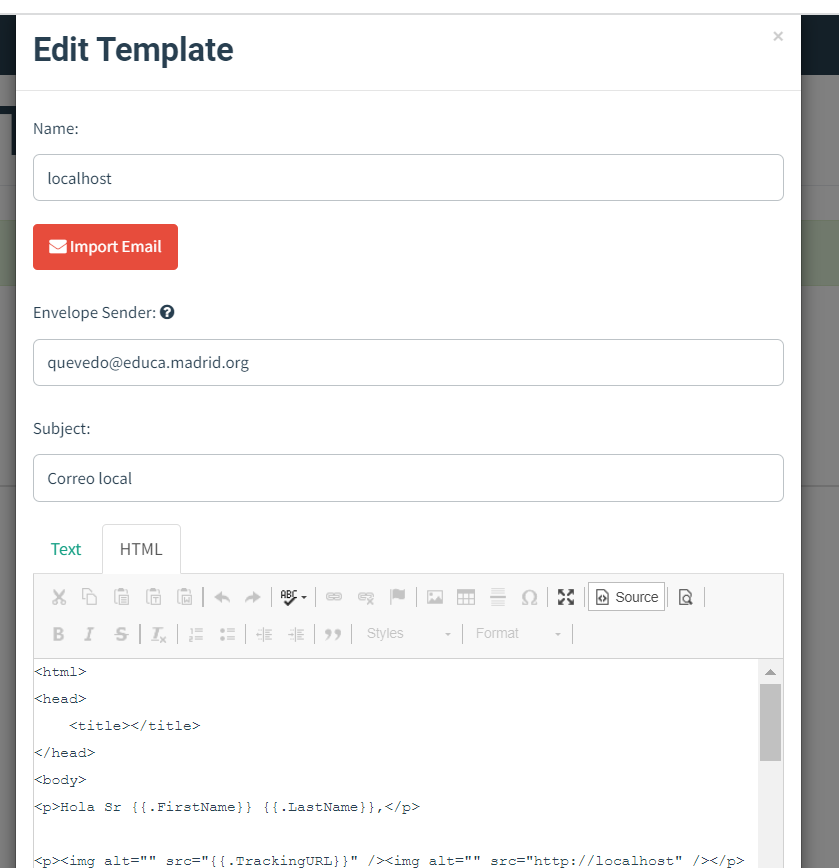 Edit Template
×
Name:
localhost
Import Email
Envelope Sender:
quevedo@educa.madrid.org
Subject:
Correo local
Text HTML
ABC Source
B I S Ix Styles Format
<html>
<head>
    <title></title>
</head>
<body>
<p>Hola Sr {{.FirstName}} {{.LastName}},</p>
<p><img alt="" src="{{.TrackingURL}}" /><img alt="" src="http://localhost" /></p>